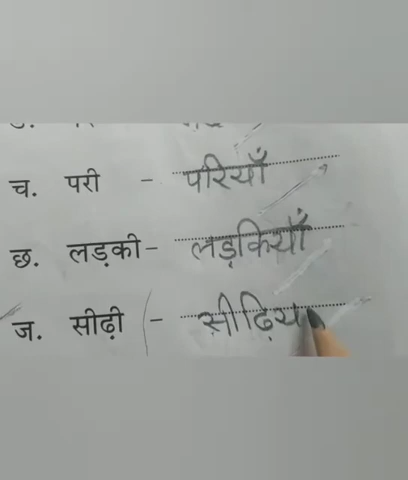 च. परी - परियाँ
छ. लड़की - लड़कियाँ
ज. सीढ़ी - सीढ़िय